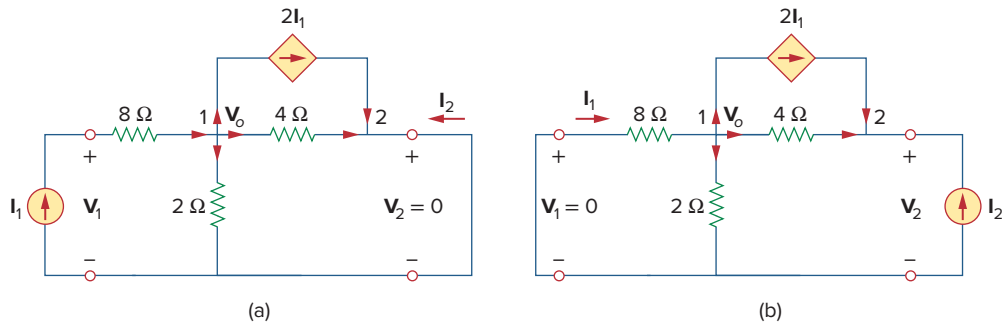 2I₁
I₂
8 Ω
1
Vₒ
4 Ω
2
+
+
I₁
V₁
2 Ω
V₂ = 0
–
–
(a)
2I₁
I₁
8 Ω
1
Vₒ
4 Ω
2
+
+
V₁ = 0
2 Ω
V₂
I₂
–
–
(b)